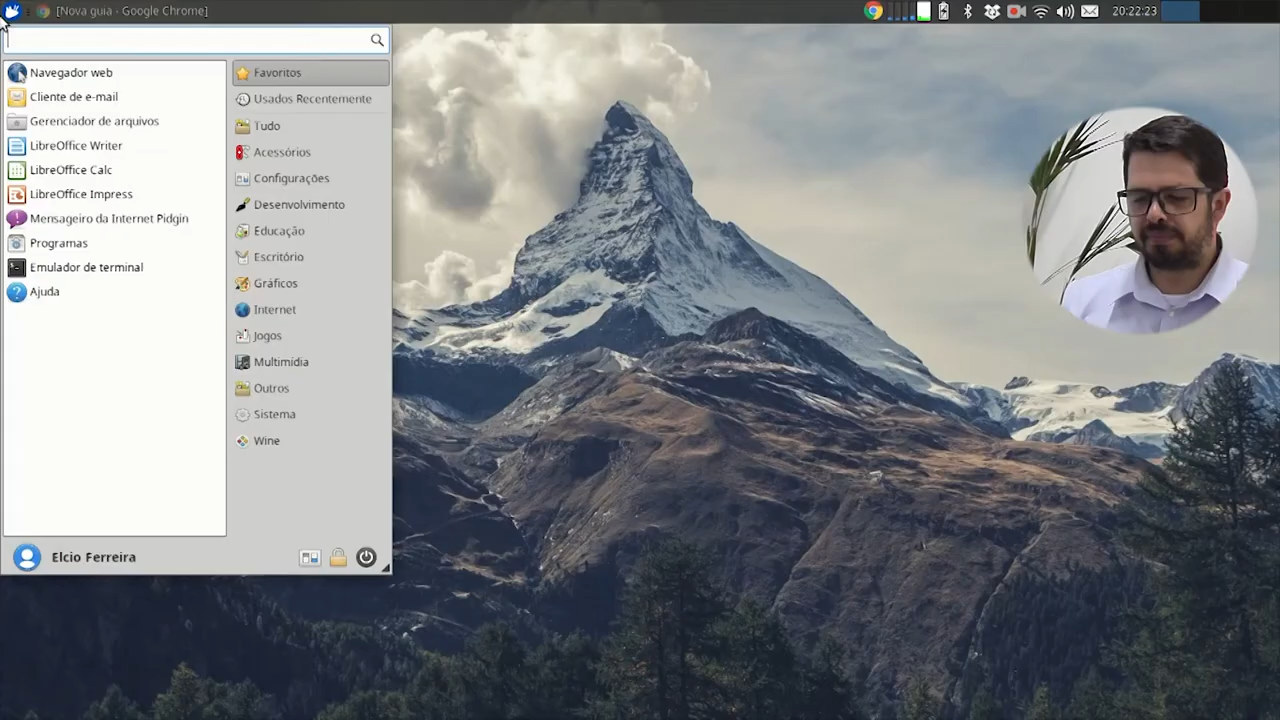 [Nova guia - Google Chrome]
20:22:23
Navegador web
Cliente de e-mail
Gerenciador de arquivos
LibreOffice Writer
LibreOffice Calc
LibreOffice Impress
Mensageiro da Internet Pidgin
Programas
Emulador de terminal
Ajuda
Favoritos
Usados Recentemente
Tudo
Acessórios
Configurações
Desenvolvimento
Educação
Escritório
Gráficos
Internet
Jogos
Multimídia
Outros
Sistema
Wine
Elcio Ferreira